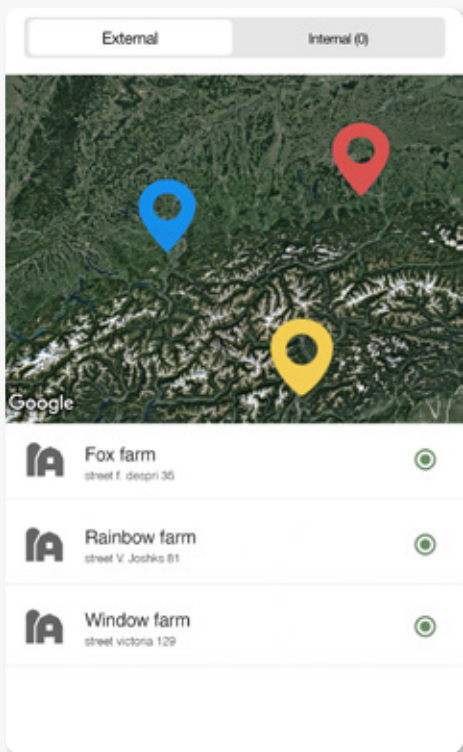 External
Internal (0)
Google
Fox farm
street f. despri 35
Rainbow farm
street V. Joshks 81
Window farm
street victoria 129